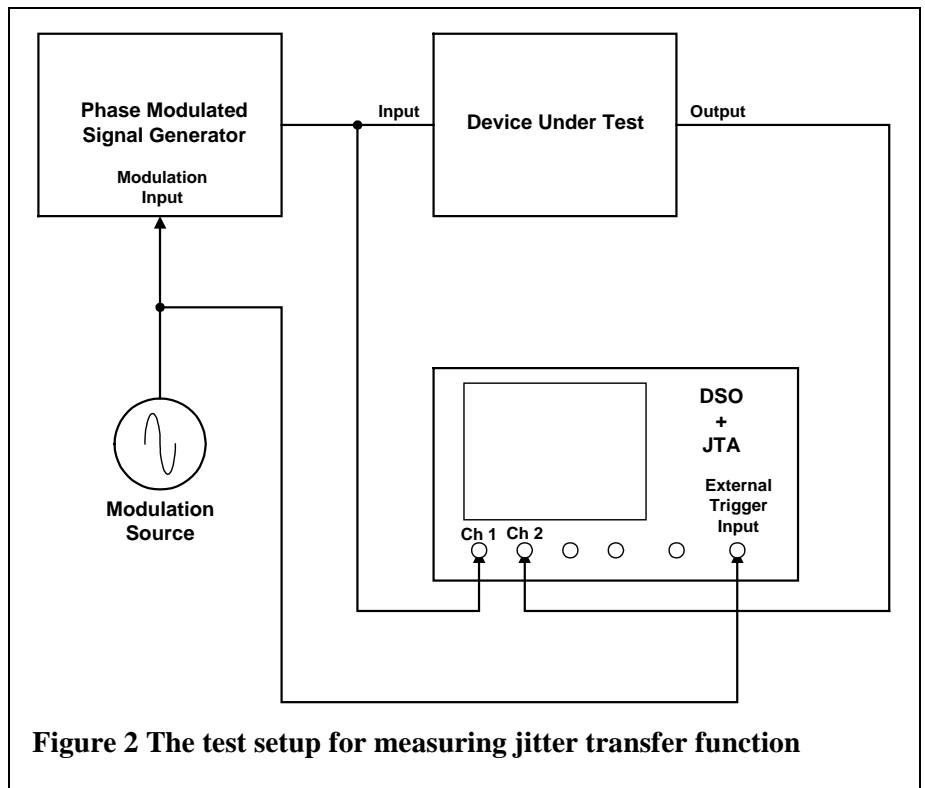 Phase Modulated
Signal Generator
Modulation
Input
Input
Device Under Test
Output
Modulation
Source
DSO
+
JTA
External
Trigger
Input
Ch 1 Ch 2
Figure 2 The test setup for measuring jitter transfer function